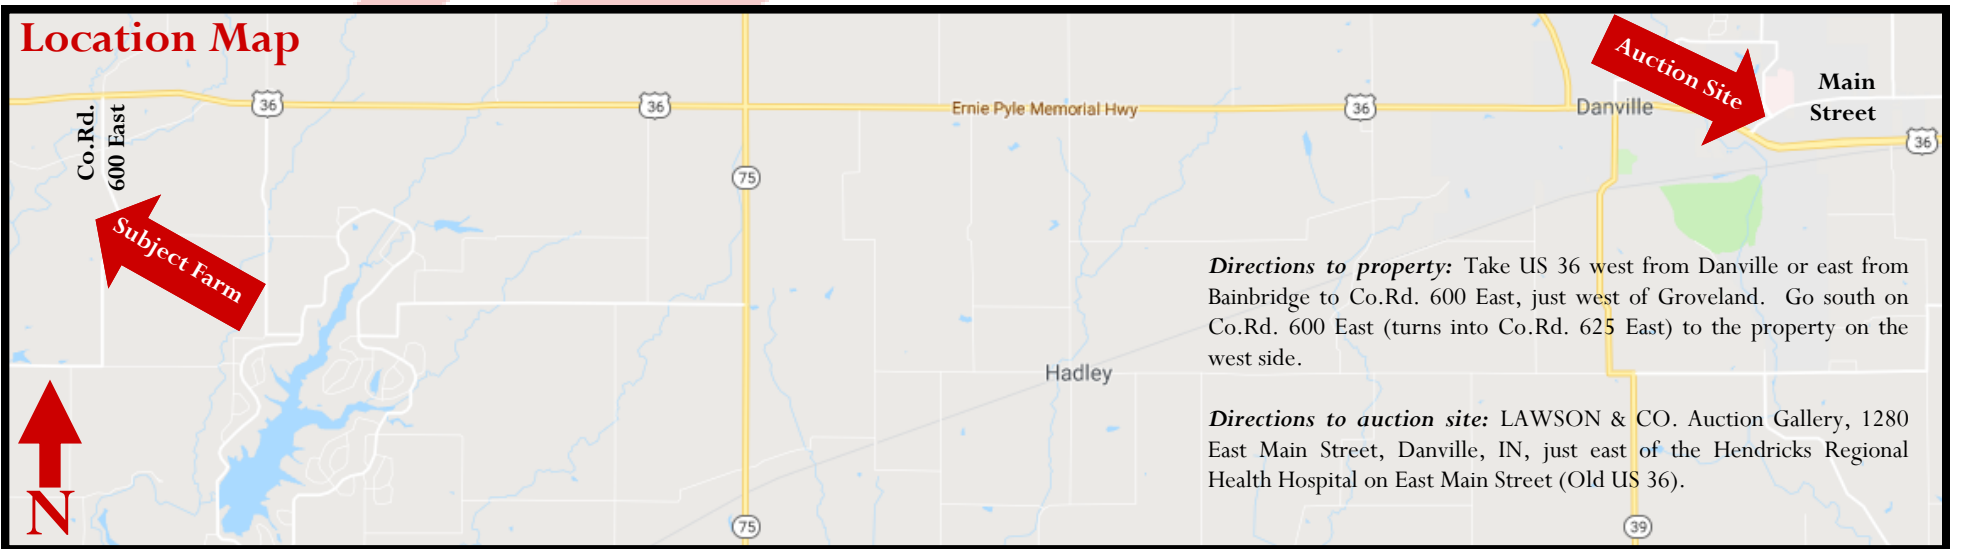 Location Map
Auction Site
Main
Street
36
36
Ernie Pyle Memorial Hwy
36
Danville
36
Co.Rd.
600 East
75
Subject Farm
Directions to property: Take US 36 west from Danville or east from
Bainbridge to Co.Rd. 600 East, just west of Groveland. Go south on
Co.Rd. 600 East (turns into Co.Rd. 625 East) to the property on the
west side.
Hadley
Directions to auction site: LAWSON & CO. Auction Gallery, 1280
East Main Street, Danville, IN, just east of the Hendricks Regional
Health Hospital on East Main Street (Old US 36).
N
75
39